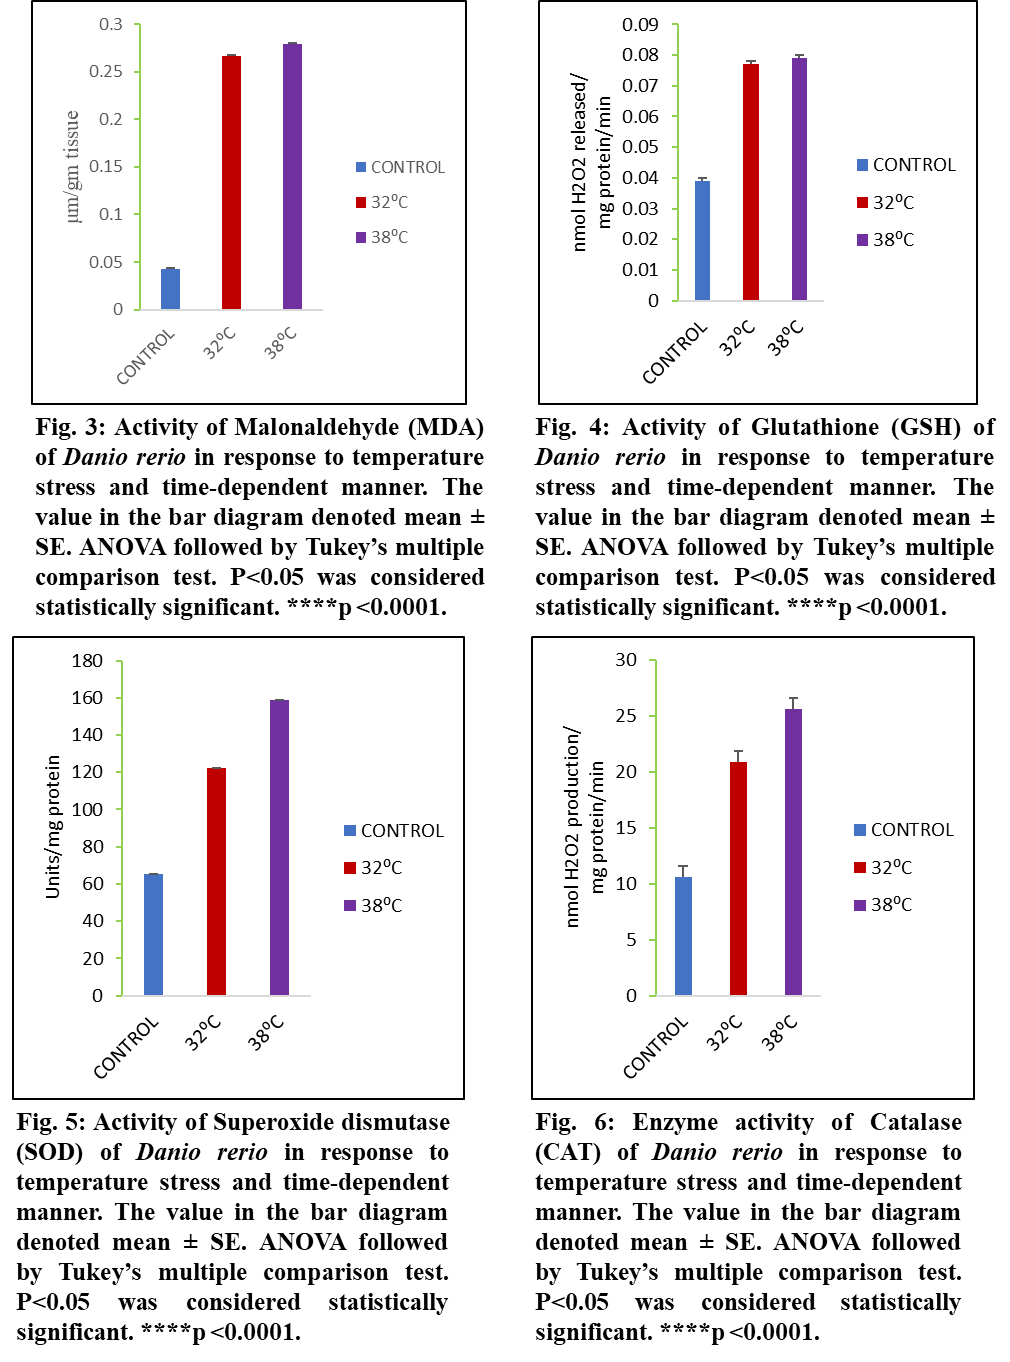 0.3
0.25
0.2
0.15
0.1
0.05
0
µm/gm tissue
CONTROL
32⁰C
38⁰C
CONTROL
32⁰C
38⁰C
Fig. 3: Activity of Malonaldehyde (MDA)
of Danio rerio in response to temperature
stress and time-dependent manner. The
value in the bar diagram denoted mean ±
SE. ANOVA followed by Tukey’s multiple
comparison test. P<0.05 was considered
statistically significant. ****p <0.0001.
0.09
0.08
0.07
0.06
0.05
0.04
0.03
0.02
0.01
0
nmol H2O2 released/
mg protein/min
CONTROL
32⁰C
38⁰C
CONTROL
32⁰C
38⁰C
Fig. 4: Activity of Glutathione (GSH) of
Danio rerio in response to temperature
stress and time-dependent manner. The
value in the bar diagram denoted mean ±
SE. ANOVA followed by Tukey’s multiple
comparison test. P<0.05 was considered
statistically significant. ****p <0.0001.
180
160
140
120
100
80
60
40
20
0
Units/mg protein
CONTROL
32⁰C
38⁰C
CONTROL
32⁰C
38⁰C
Fig. 5: Activity of Superoxide dismutase
(SOD) of Danio rerio in response to
temperature stress and time-dependent
manner. The value in the bar diagram
denoted mean ± SE. ANOVA followed
by Tukey’s multiple comparison test.
P<0.05 was considered statistically
significant. ****p <0.0001.
30
25
20
15
10
5
0
nmol H2O2 production/
mg protein/min
CONTROL
32⁰C
38⁰C
CONTROL
32⁰C
38⁰C
Fig. 6: Enzyme activity of Catalase
(CAT) of Danio rerio in response to
temperature stress and time-dependent
manner. The value in the bar diagram
denoted mean ± SE. ANOVA followed
by Tukey’s multiple comparison test.
P<0.05 was considered statistically
significant. ****p <0.0001.